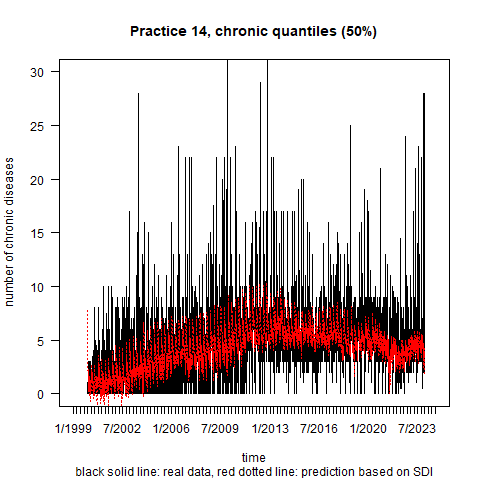 Practice 14, chronic quantiles (50%)
number of chronic diseases
30
25
20
15
10
5
0
1/1999 7/2002 1/2006 7/2009 1/2013 7/2016 1/2020 7/2023
time
black solid line: real data, red dotted line: prediction based on SDI